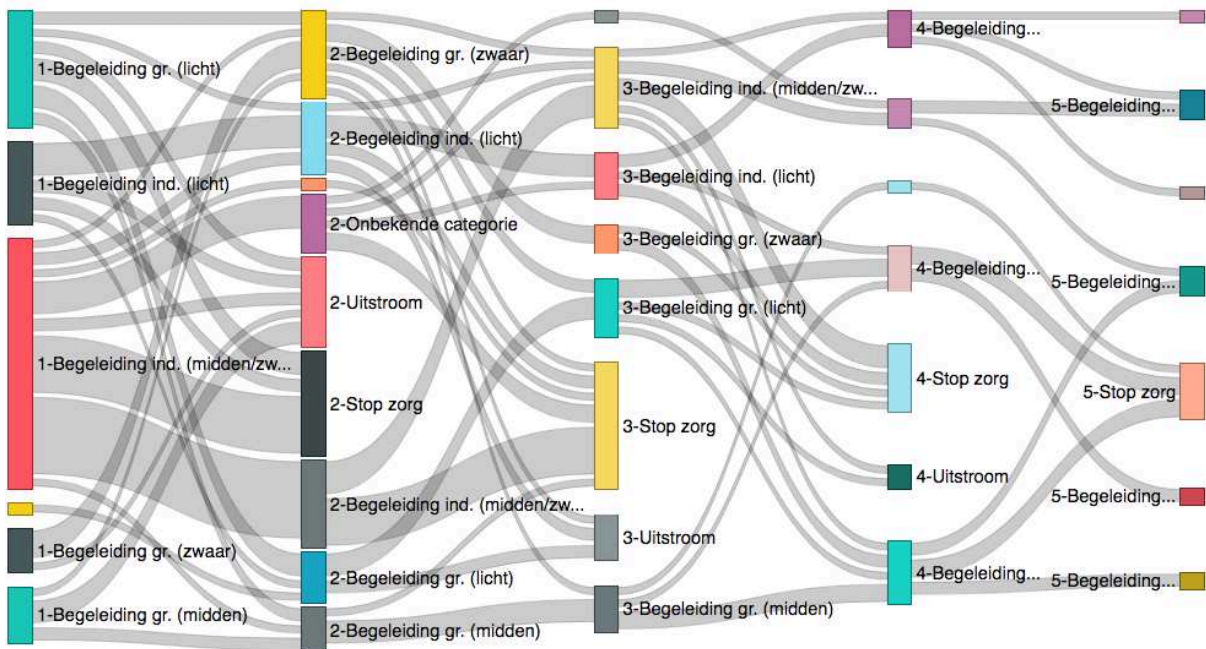 1-Begeleiding gr. (licht)
1-Begeleiding ind. (licht)
1-Begeleiding ind. (midden/zw...
1-Begeleiding gr. (zwaar)
1-Begeleiding gr. (midden)
2-Begeleiding gr. (zwaar)
2-Begeleiding ind. (licht)
2-Onbekende categorie
2-Uitstroom
2-Stop zorg
2-Begeleiding ind. (midden/zw...
2-Begeleiding gr. (licht)
2-Begeleiding gr. (midden)
3-Begeleiding ind. (midden/zw...
3-Begeleiding ind. (licht)
3-Begeleiding gr. (zwaar)
3-Begeleiding gr. (licht)
3-Stop zorg
3-Uitstroom
3-Begeleiding gr. (midden)
4-Begeleiding...
4-Begeleiding...
4-Stop zorg
4-Uitstroom
4-Begeleiding...
5-Begeleiding...
5-Begeleiding...
5-Stop zorg
5-Begeleiding...
5-Begeleiding...